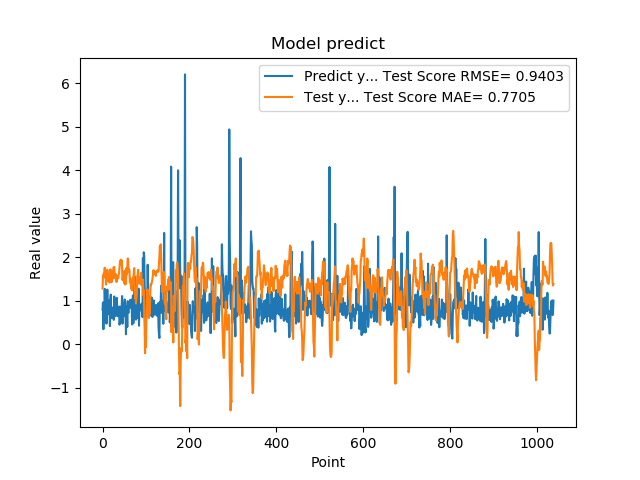 Model predict
Predict y... Test Score RMSE= 0.9403
Test y... Test Score MAE= 0.7705
6
5
4
3
2
1
0
−1
Real value
0 200 400 600 800 1000
Point